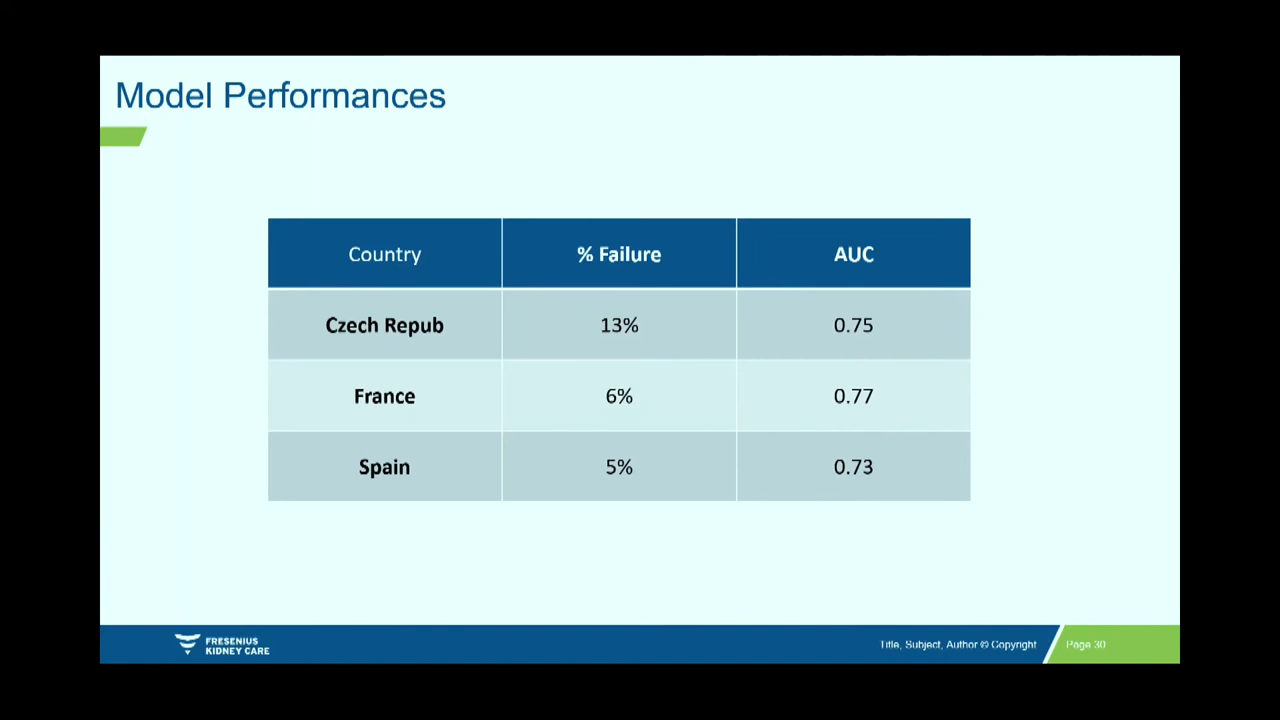 Model Performances
Country % Failure AUC
Czech Repub 13% 0.75
France 6% 0.77
Spain 5% 0.73
FRESENIUS
KIDNEY CARE
Title, Subject, Author © Copyright Page 30